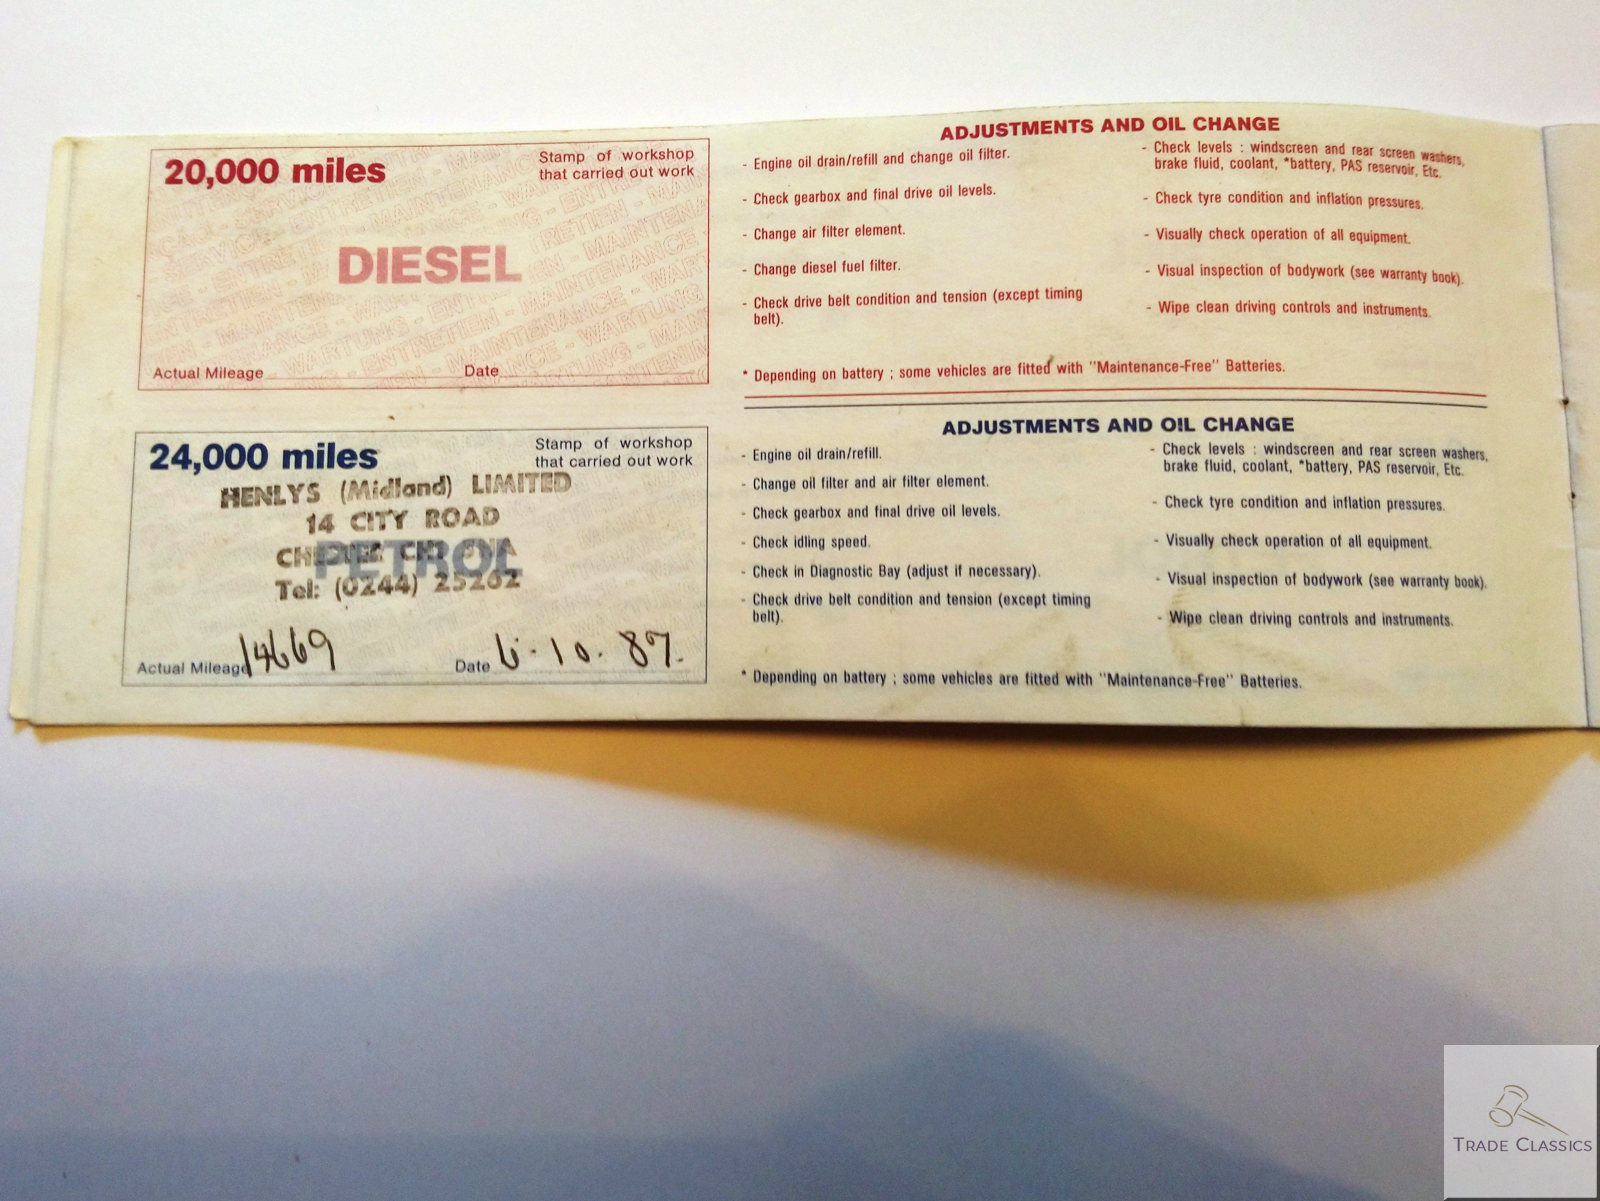 20,000 miles
Stamp of workshop
that carried out work
DIESEL
Actual Mileage
Date
ADJUSTMENTS AND OIL CHANGE
- Engine oil drain/refill and change oil filter.
- Check gearbox and final drive oil levels.
- Change air filter element.
- Change diesel fuel filter.
- Check drive belt condition and tension (except timing
belt).
- Check levels : windscreen and rear screen washers,
brake fluid, coolant, *battery, PAS reservoir, Etc.
- Check tyre condition and inflation pressures.
- Visually check operation of all equipment.
- Visual inspection of bodywork (see warranty book).
- Wipe clean driving controls and instruments.
* Depending on battery ; some vehicles are fitted with "Maintenance-Free" Batteries.
24,000 miles
Stamp of workshop
that carried out work
HENLYS (Midland) LIMITED
14 CITY ROAD
PETROL
Tel: (0244) 25262
Actual Mileage 14669
Date 6.10.87.
ADJUSTMENTS AND OIL CHANGE
- Engine oil drain/refill.
- Change oil filter and air filter element.
- Check gearbox and final drive oil levels.
- Check idling speed.
- Check in Diagnostic Bay (adjust if necessary).
- Check drive belt condition and tension (except timing
belt).
- Check levels : windscreen and rear screen washers,
brake fluid, coolant, *battery, PAS reservoir, Etc.
- Check tyre condition and inflation pressures.
- Visually check operation of all equipment.
- Visual inspection of bodywork (see warranty book).
- Wipe clean driving controls and instruments.
* Depending on battery ; some vehicles are fitted with "Maintenance-Free" Batteries.
TRADE CLASSICS